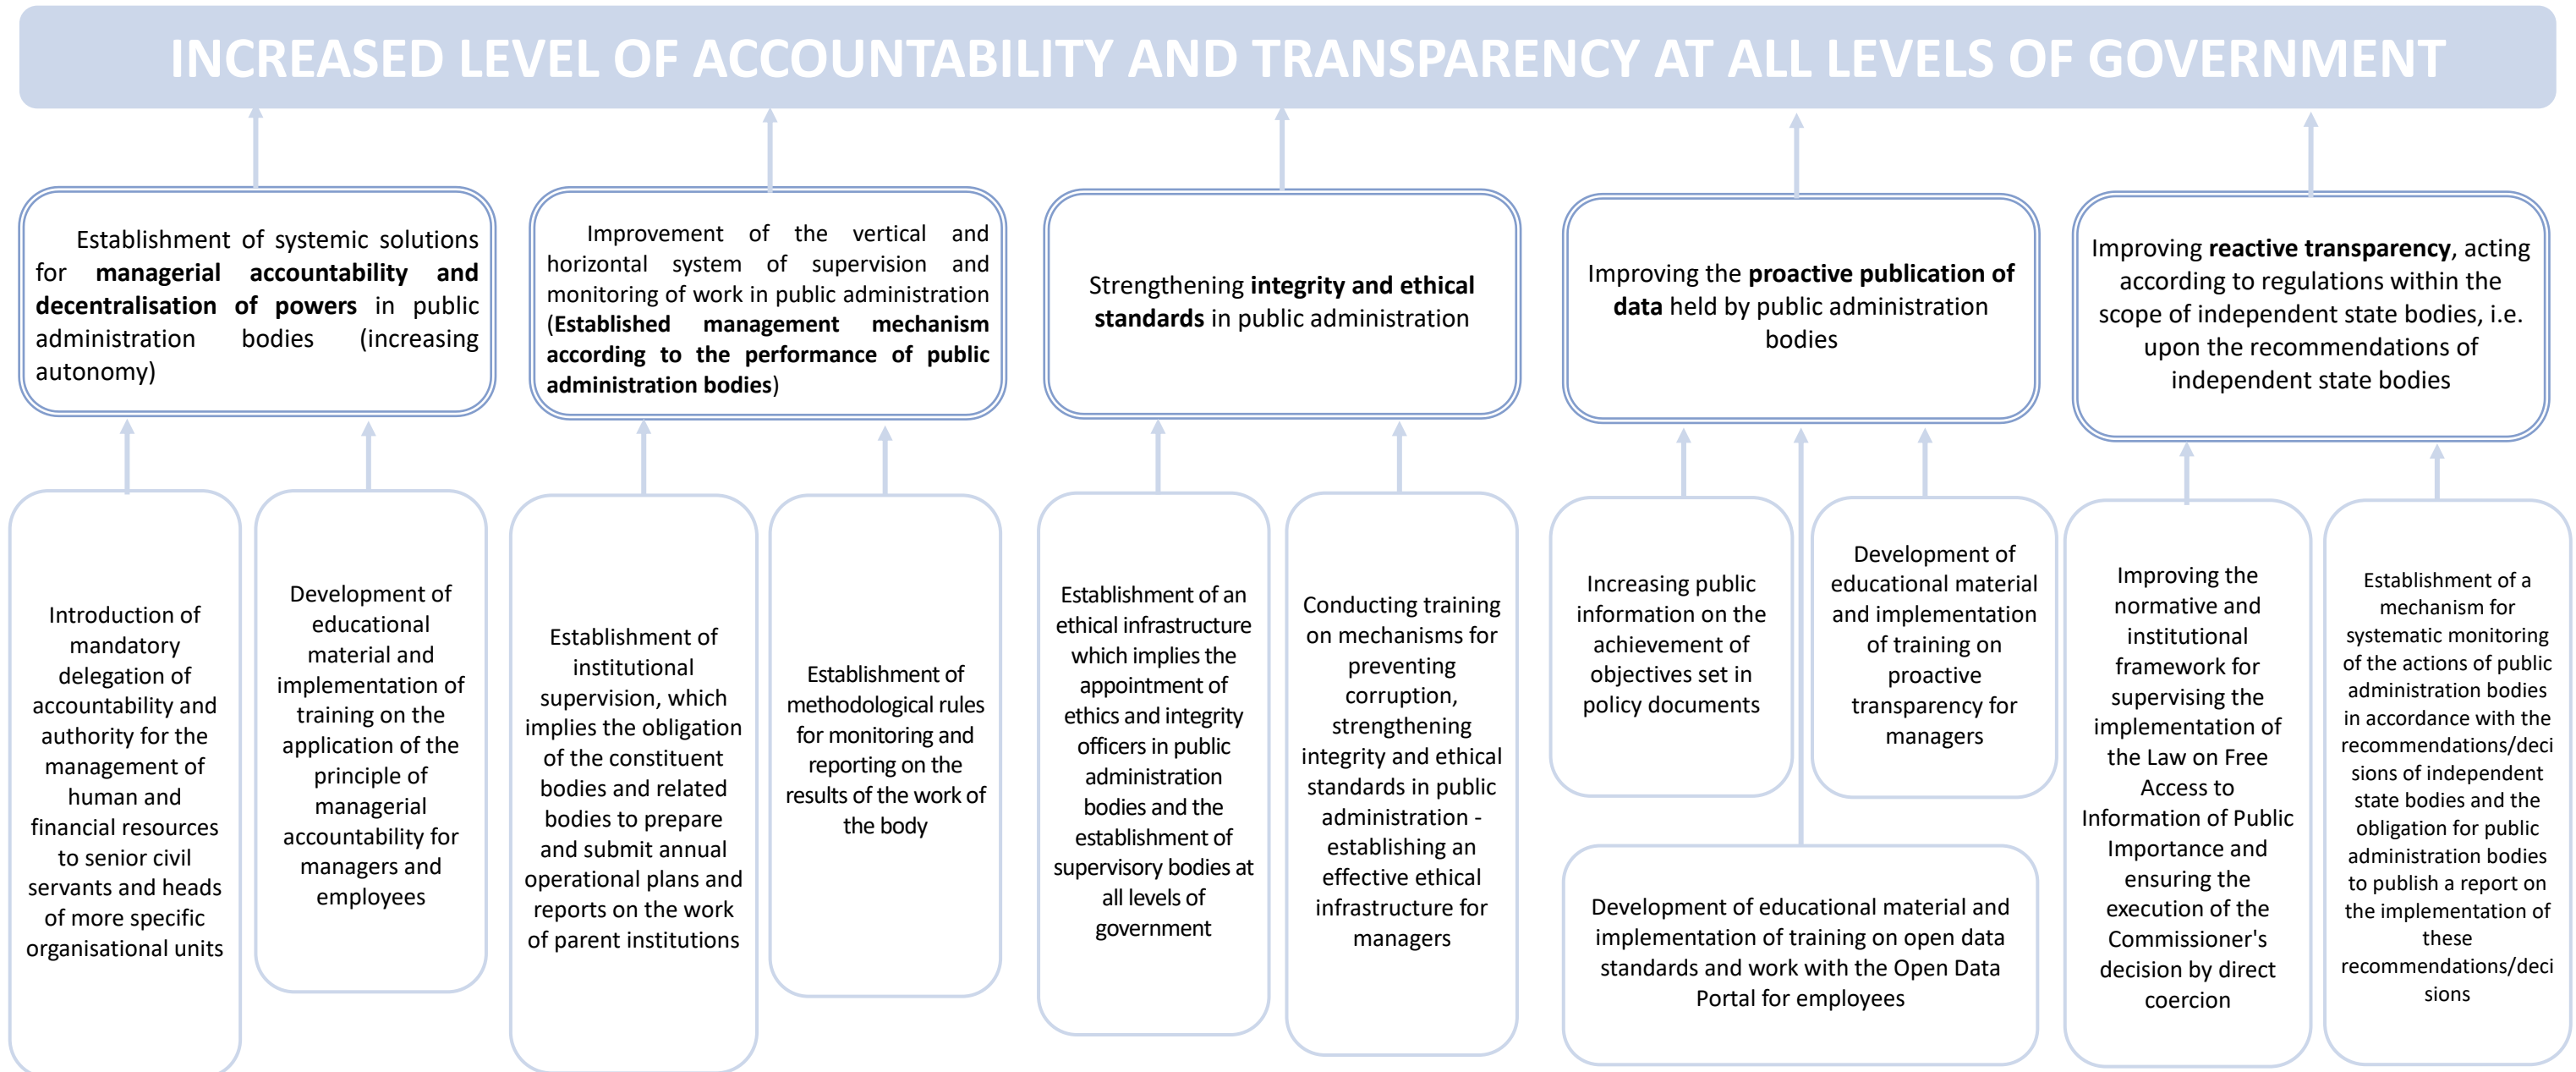 INCREASED LEVEL OF ACCOUNTABILITY AND TRANSPARENCY AT ALL LEVELS OF GOVERNMENT
Establishment of systemic solutions
for managerial accountability and
decentralisation of powers in public
administration bodies (increasing
autonomy)
Improvement of the vertical and
horizontal system of supervision and
monitoring of work in public administration
(Established management mechanism
according to the performance of public
administration bodies)
Strengthening integrity and ethical
standards in public administration
Improving the proactive publication of
data held by public administration
bodies
Improving reactive transparency, acting
according to regulations within the
scope of independent state bodies, i.e.
upon the recommendations of
independent state bodies
Introduction of
mandatory
delegation of
accountability and
authority for the
management of
human and
financial resources
to senior civil
servants and heads
of more specific
organisational units
Development of
educational
material and
implementation of
training on the
application of the
principle of
managerial
accountability for
managers and
employees
Establishment of
institutional
supervision, which
implies the obligation
of the constituent
bodies and related
bodies to prepare
and submit annual
operational plans and
reports on the work
of parent institutions
Establishment of
methodological rules
for monitoring and
reporting on the
results of the work of
the body
Establishment of an
ethical infrastructure
which implies the
appointment of
ethics and integrity
officers in public
administration
bodies and the
establishment of
supervisory bodies at
all levels of
government
Conducting training
on mechanisms for
preventing
corruption,
strengthening
integrity and ethical
standards in public
administration -
establishing an
effective ethical
infrastructure for
managers
Increasing public
information on the
achievement of
objectives set in
policy documents
Development of
educational material
and implementation
of training on
proactive
transparency for
managers
Development of educational material and
implementation of training on open data
standards and work with the Open Data
Portal for employees
Improving the
normative and
institutional
framework for
supervising the
implementation of
the Law on Free
Access to
Information of Public
Importance and
ensuring the
execution of the
Commissioner's
decision by direct
coercion
Establishment of a
mechanism for
systematic monitoring
of the actions of public
administration bodies
in accordance with the
recommendations/deci
sions of independent
state bodies and the
obligation for public
administration bodies
to publish a report on
the implementation of
these
recommendations/deci
sions